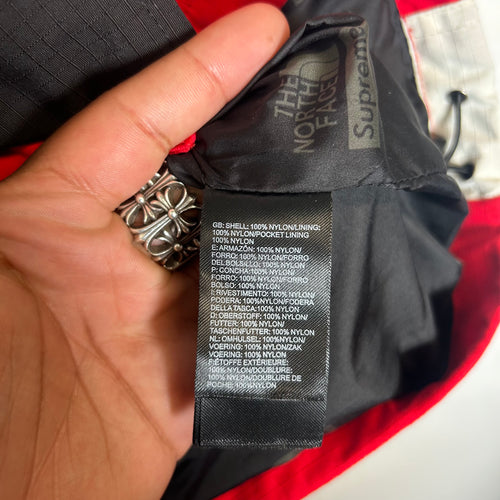 THE
NORTH
FACE
Supreme
GB: SHELL: 100% NYLON/LINING:
100% NYLON/POCKET LINING
100% NYLON
E: ARMAZÓN: 100% NYLON/
FORRO: 100% NYLON/FORRO
DEL BOLSILLO: 100% NYLON
P: CONCHA: 100% NYLON/
FORRO: 100% NYLON/FORRO
BOLSO: 100% NYLON
I: RIVESTIMENTO: 100% NYLON/
FODERA: 100%NYLON/FODERA
DELLA TASCA:100% NYLON
D: OBERSTOFF: 100% NYLON/
FUTTER: 100% NYLON/
TASCHENFUTTER: 100% NYLON
NL: OMHULSEL: 100% NYLON/
VOERING: 100% NYLON/ZAK
VOERING: 100% NYLON
F:ÉTOFFE EXTÉRIEURE:
100% NYLON/DOUBLURE:
100% NYLON/DOUBLURE DE
POCHE: 100% NYLON